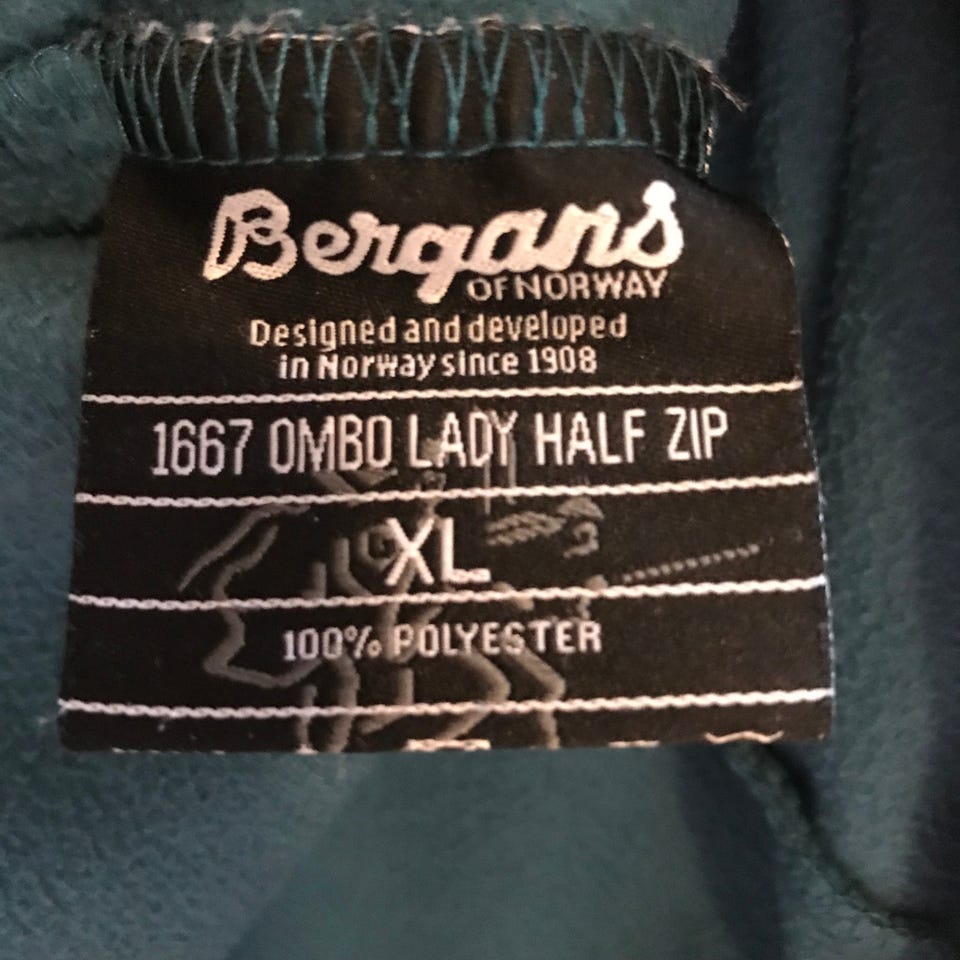 Bergans
OF NORWAY
Designed and developed
in Norway since 1908
1667 OMBO LADY HALF ZIP
XL
100% POLYESTER